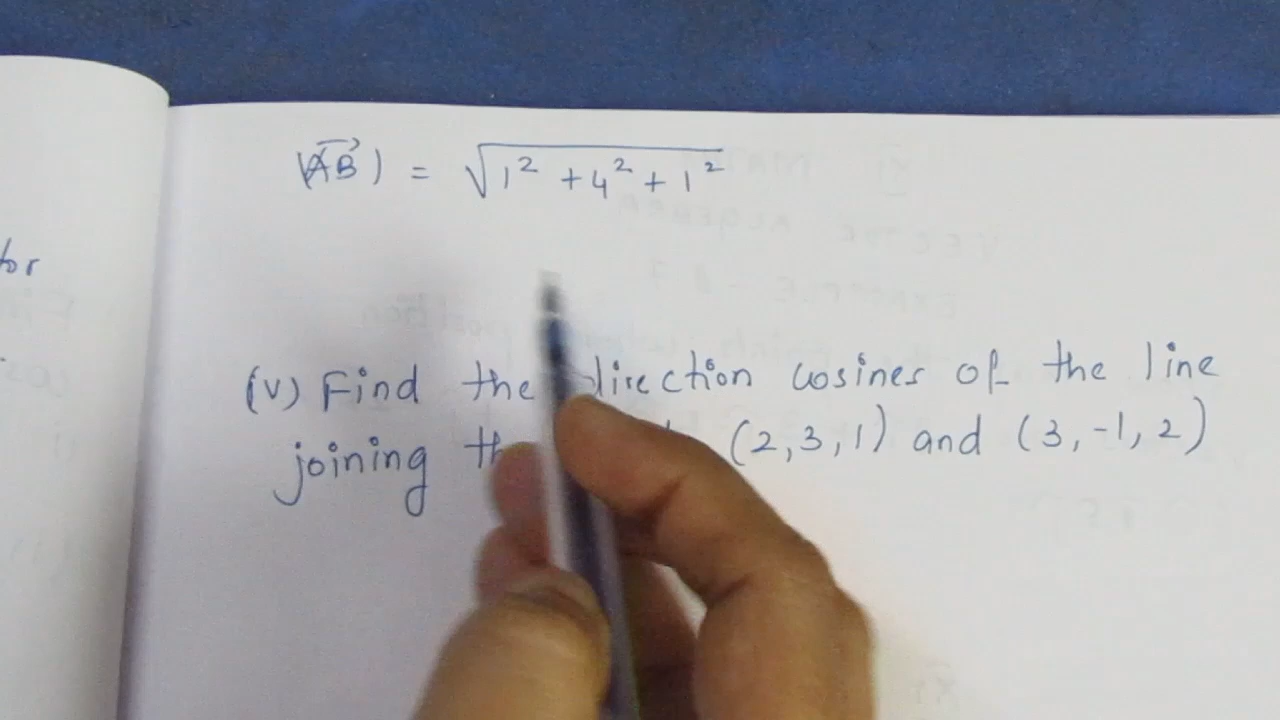 |AB⃗) = √1² + 4² + 1²
tor
(v) Find the direction cosines of the line
joining (2,3,1) and (3,-1,2)